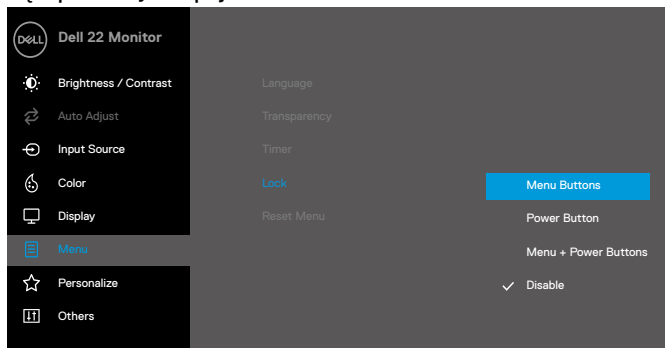 DELL
Dell 22 Monitor
Brightness / Contrast
Auto Adjust
Input Source
Color
Display
Menu
Personalize
Others
Language
Transparency
Timer
Lock
Reset Menu
Menu Buttons
Power Button
Menu + Power Buttons
Disable